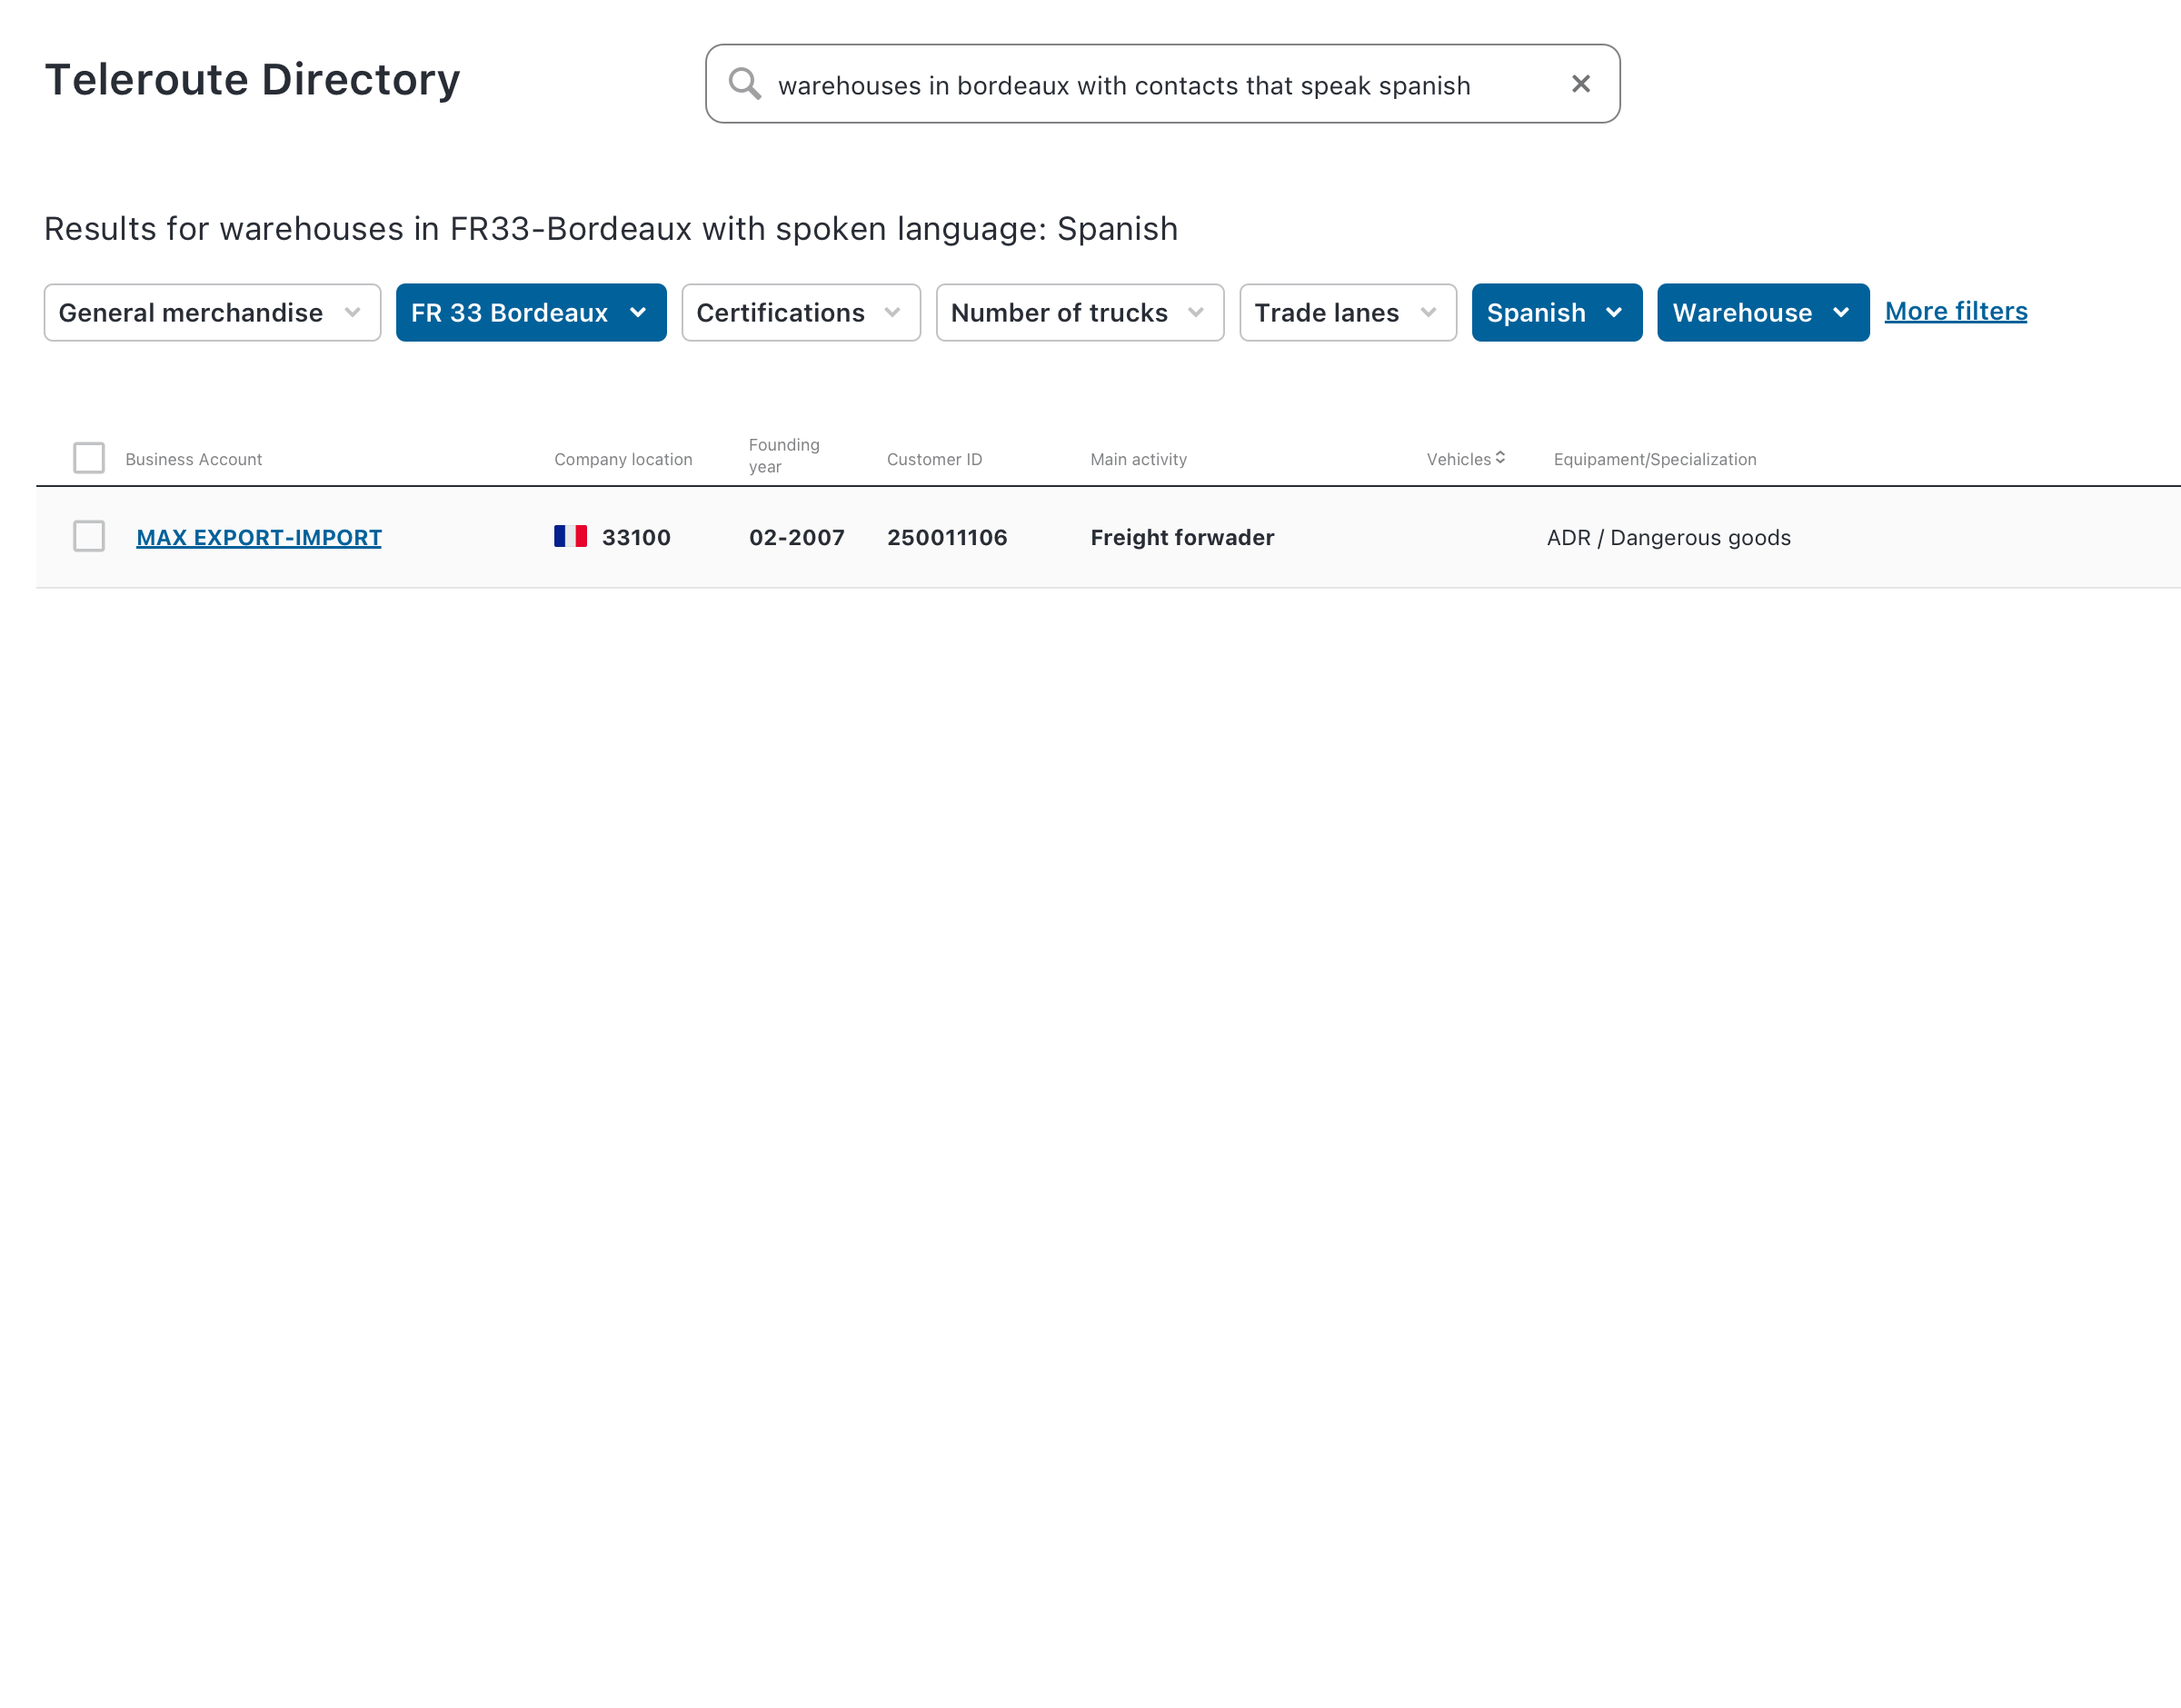 Teleroute Directory
warehouses in bordeaux with contacts that speak spanish
Results for warehouses in FR33-Bordeaux with spoken language: Spanish
General merchandise FR 33 Bordeaux Certifications Number of trucks Trade lanes Spanish Warehouse More filters
Business Account Company location Founding year Customer ID Main activity Vehicles Equipament/Specialization
MAX EXPORT-IMPORT 33100 02-2007 250011106 Freight forwader ADR / Dangerous goods